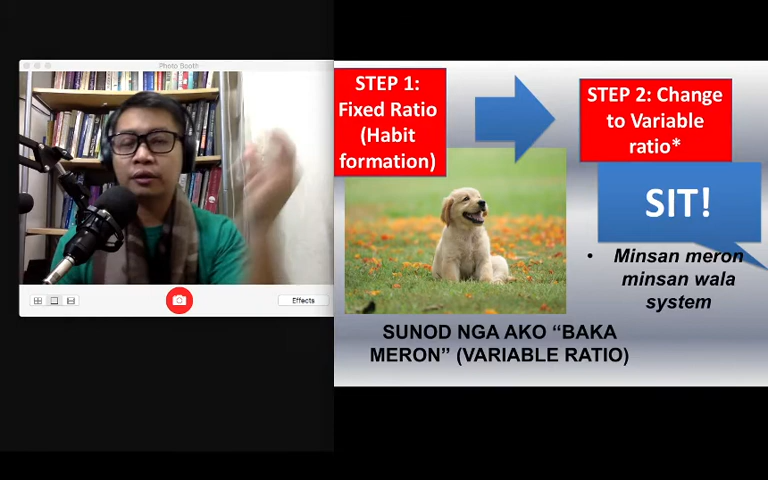 Photo Booth
Effects
STEP 1:
Fixed Ratio
(Habit
formation)
STEP 2: Change
to Variable
ratio*
SIT!
• Minsan meron
minsan wala
system
SUNOD NGA AKO “BAKA
MERON” (VARIABLE RATIO)